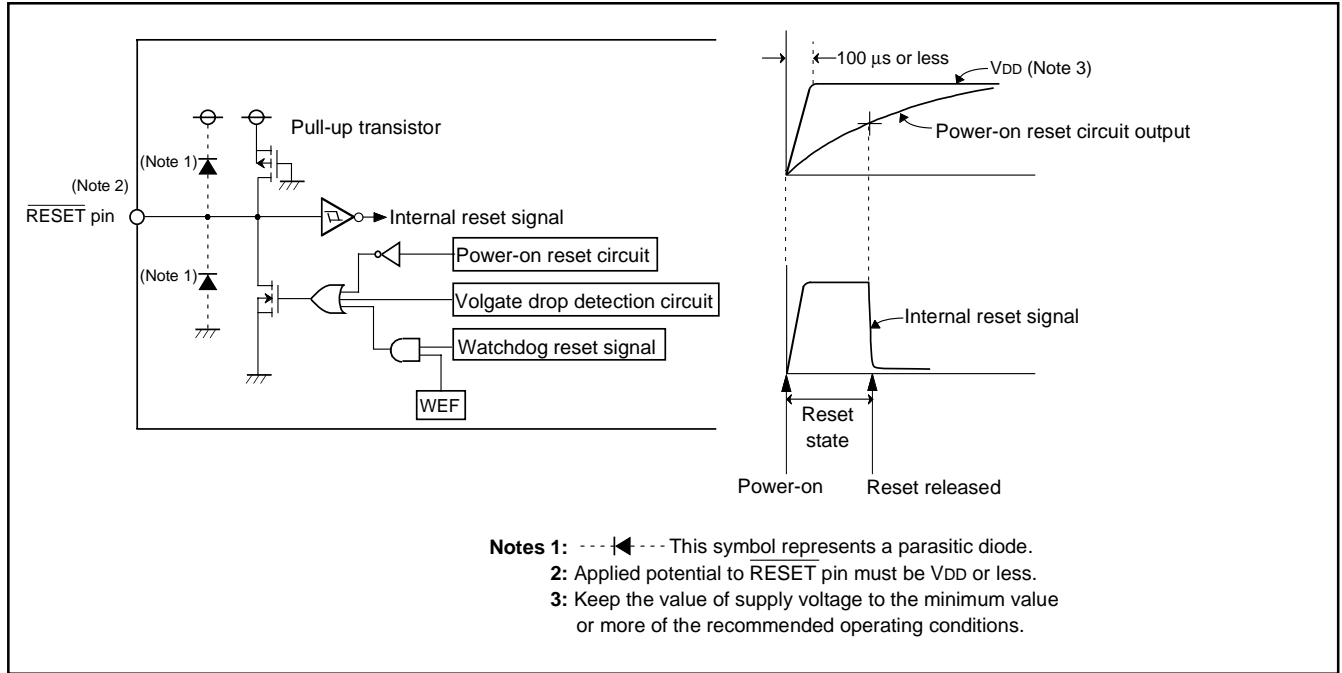 Pull-up transistor
(Note 1)
(Note 2)
RESET pin
Internal reset signal
Power-on reset circuit
(Note 1)
Volgate drop detection circuit
Watchdog reset signal
WEF
100 μs or less
VDD (Note 3)
Power-on reset circuit output
Internal reset signal
Reset
state
Power-on
Reset released
Notes 1: This symbol represents a parasitic diode.
2: Applied potential to RESET pin must be VDD or less.
3: Keep the value of supply voltage to the minimum value
or more of the recommended operating conditions.